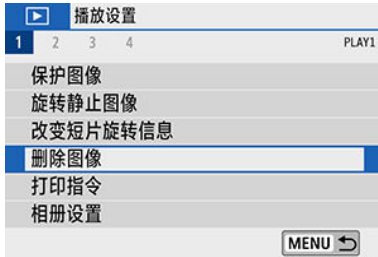 播放设置
1 2 3 4 PLAY1
保护图像
旋转静止图像
改变短片旋转信息
删除图像
打印指令
相册设置
MENU